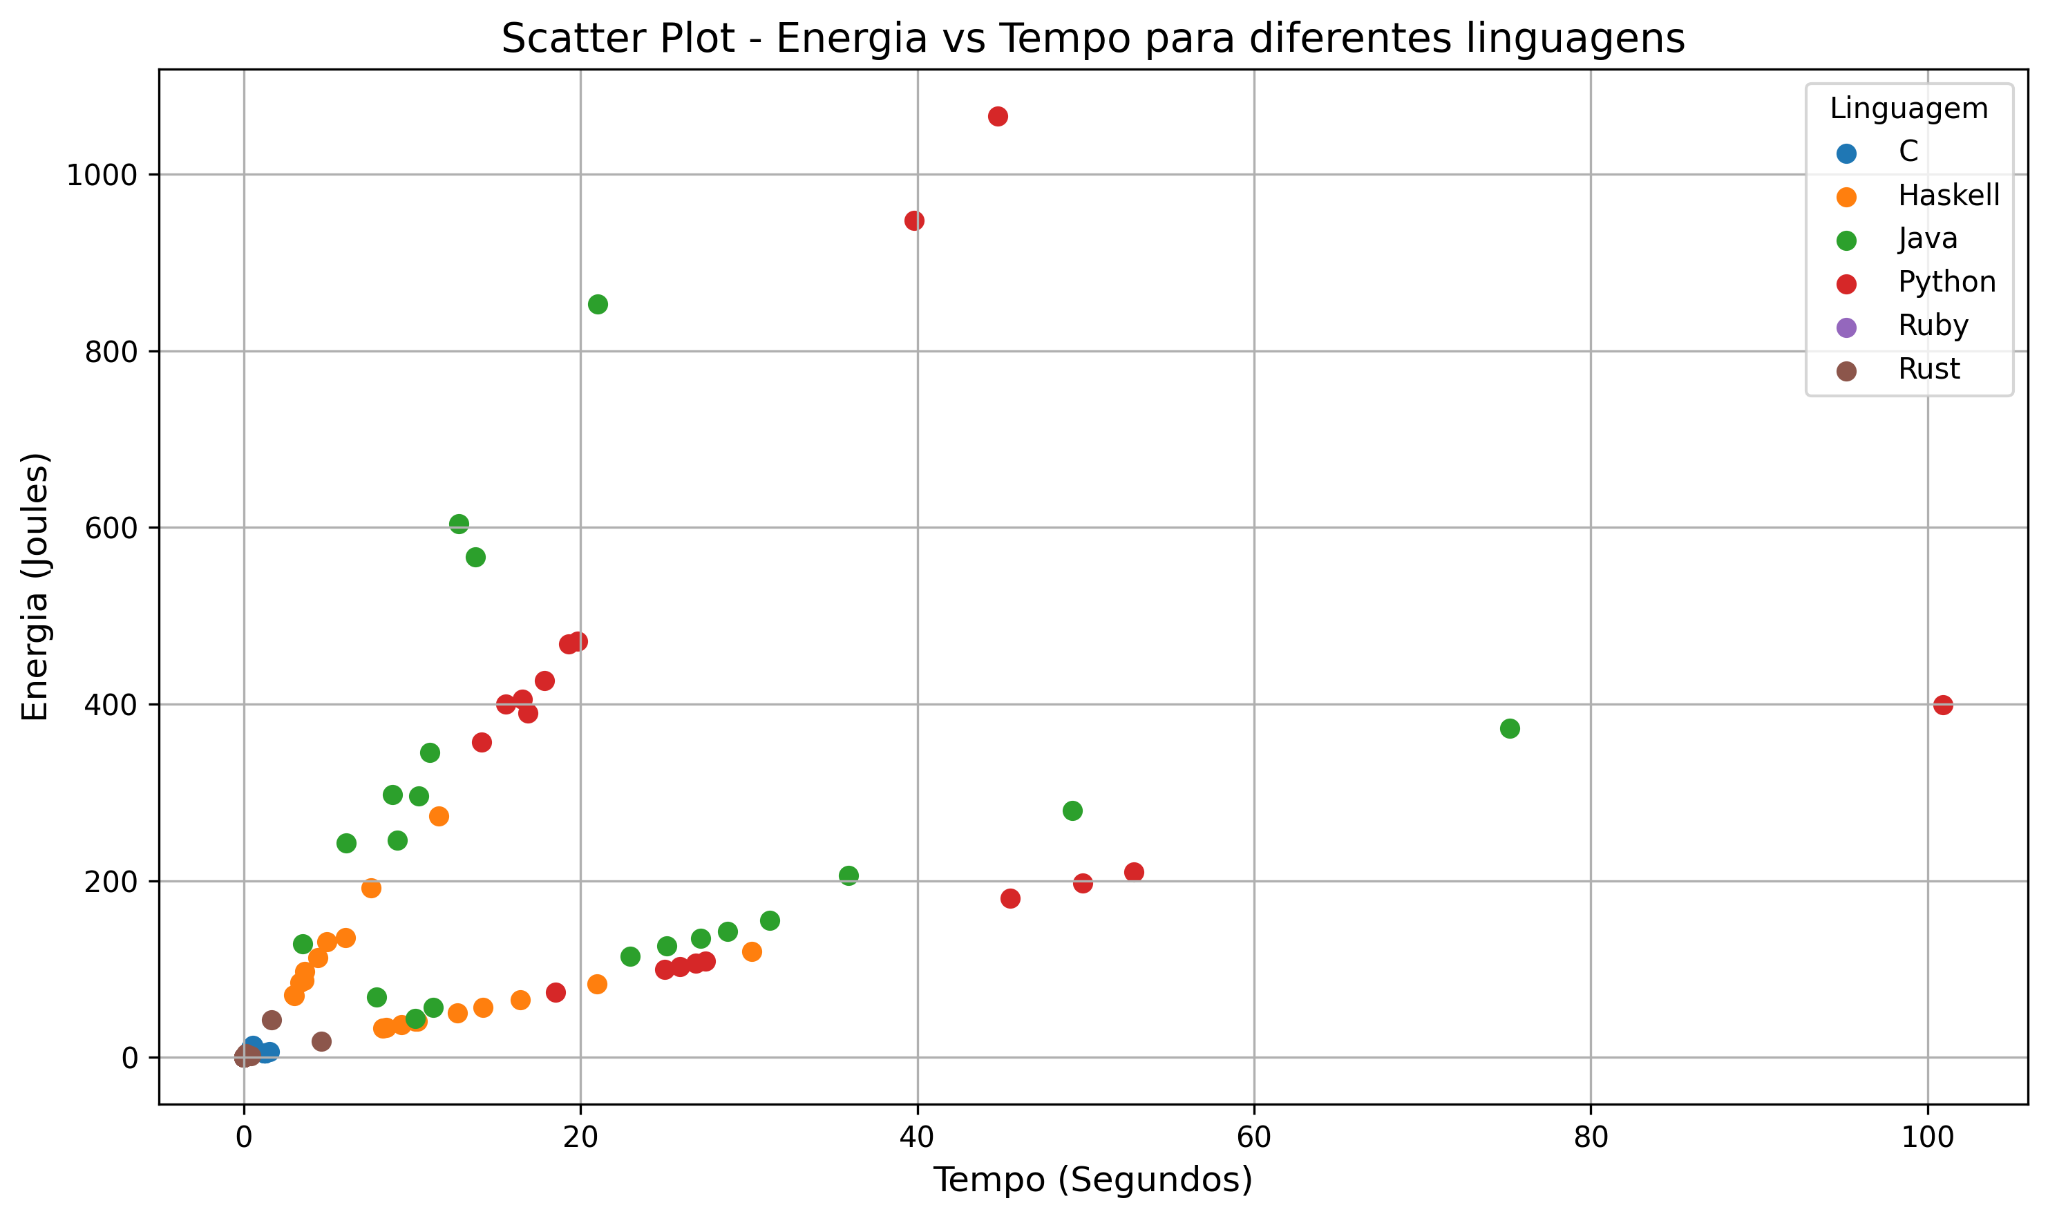 Scatter Plot - Energia vs Tempo para diferentes linguagens
Linguagem
C
Haskell
Java
Python
Ruby
Rust
Energia (Joules)
1000
800
600
400
200
0
0 20 40 60 80 100
Tempo (Segundos)